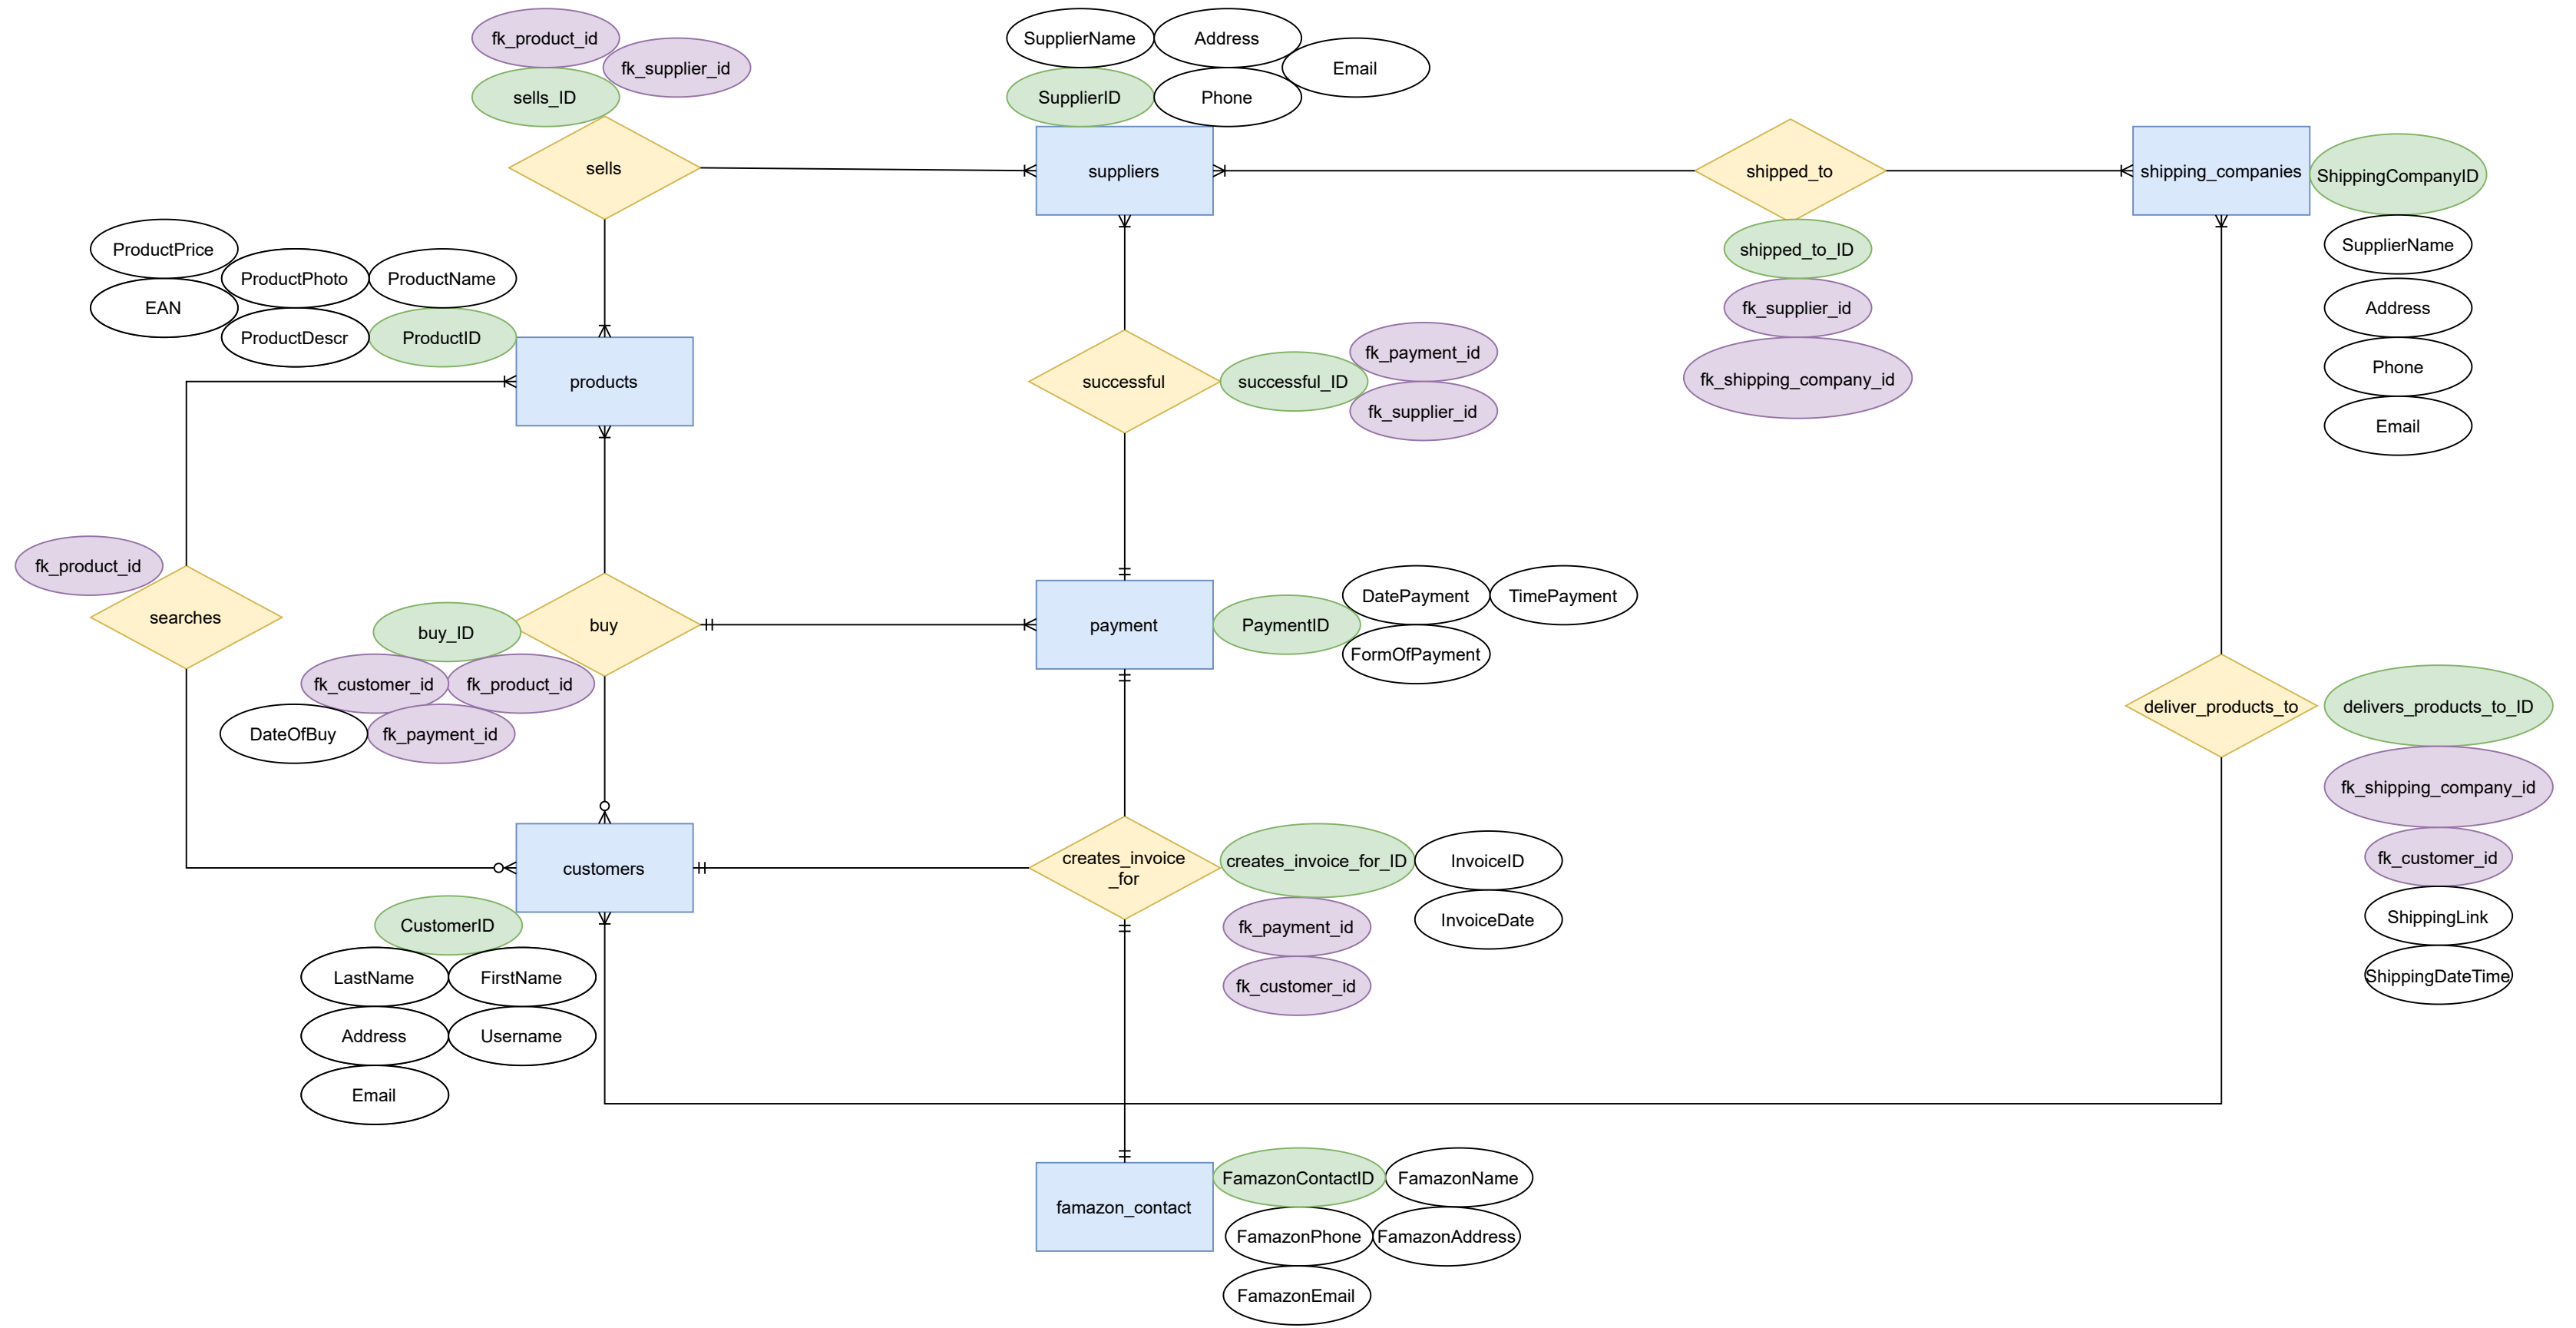 fk_product_id
fk_supplier_id
sells_ID
sells
SupplierName
Address
Email
SupplierID
Phone
suppliers
shipped_to
shipped_to_ID
fk_supplier_id
fk_shipping_company_id
shipping_companies
ShippingCompanyID
SupplierName
Address
Phone
Email
ProductPrice
ProductPhoto
ProductName
EAN
ProductDescr
ProductID
products
successful
successful_ID
fk_payment_id
fk_supplier_id
fk_product_id
searches
buy_ID
buy
fk_customer_id
fk_product_id
DateOfBuy
fk_payment_id
payment
PaymentID
DatePayment
TimePayment
FormOfPayment
deliver_products_to
delivers_products_to_ID
fk_shipping_company_id
fk_customer_id
ShippingLink
ShippingDateTime
customers
CustomerID
LastName
FirstName
Address
Username
Email
creates_invoice
_for
creates_invoice_for_ID
InvoiceID
fk_payment_id
InvoiceDate
fk_customer_id
famazon_contact
FamazonContactID
FamazonName
FamazonPhone
FamazonAddress
FamazonEmail